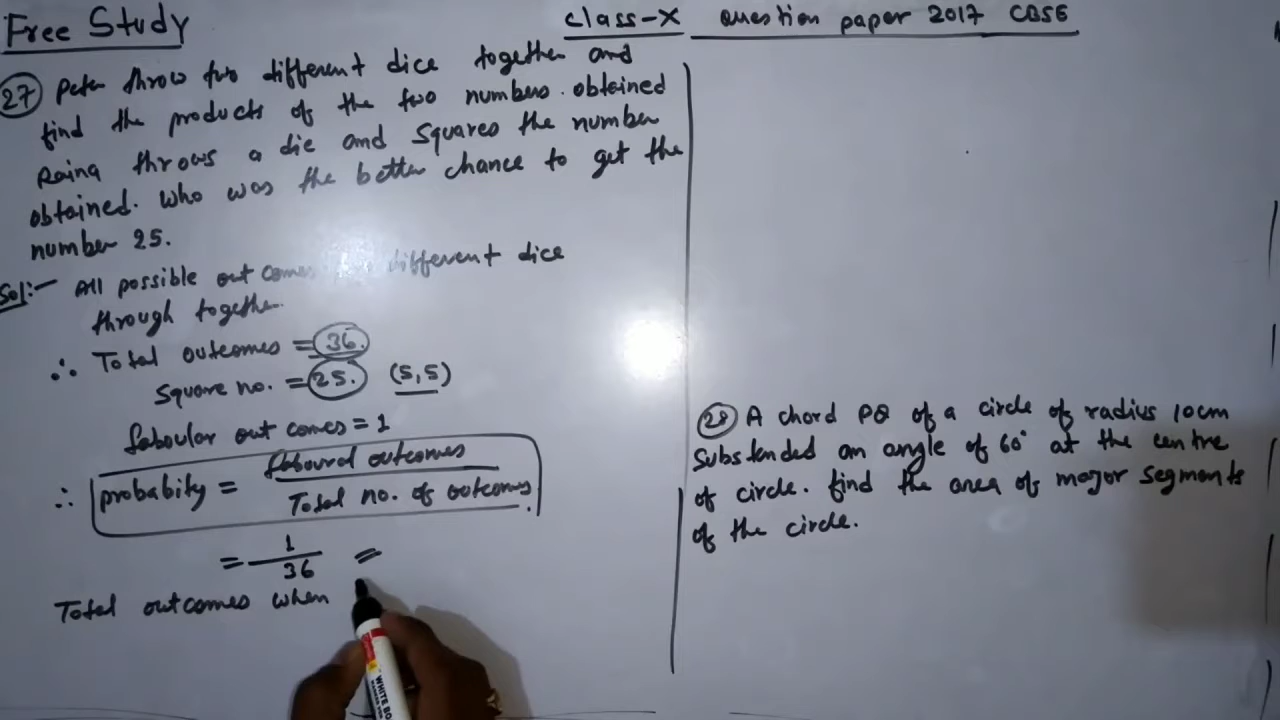 Free Study
class-X question paper 2017 CBSE
27 Peter throw two different dice together and
find the products of the two numbers. obtained
Raina throws a die and squares the number
obtained. Who was the better chance to get the
number 25.
Sol:- All possible out comes different dice
through together.
∴ Total outcomes = 36.
Square no. = 25. (5,5)
faboular out comes = 1
∴ probabity = faboural outcomes
Total no. of outcomes
= 1
36 =
Total outcomes when
28 A chord PQ of a circle of radius 10cm
Substended an angle of 60° at the centre
of circle. find the area of major segments
of the circle.
WHITE BO